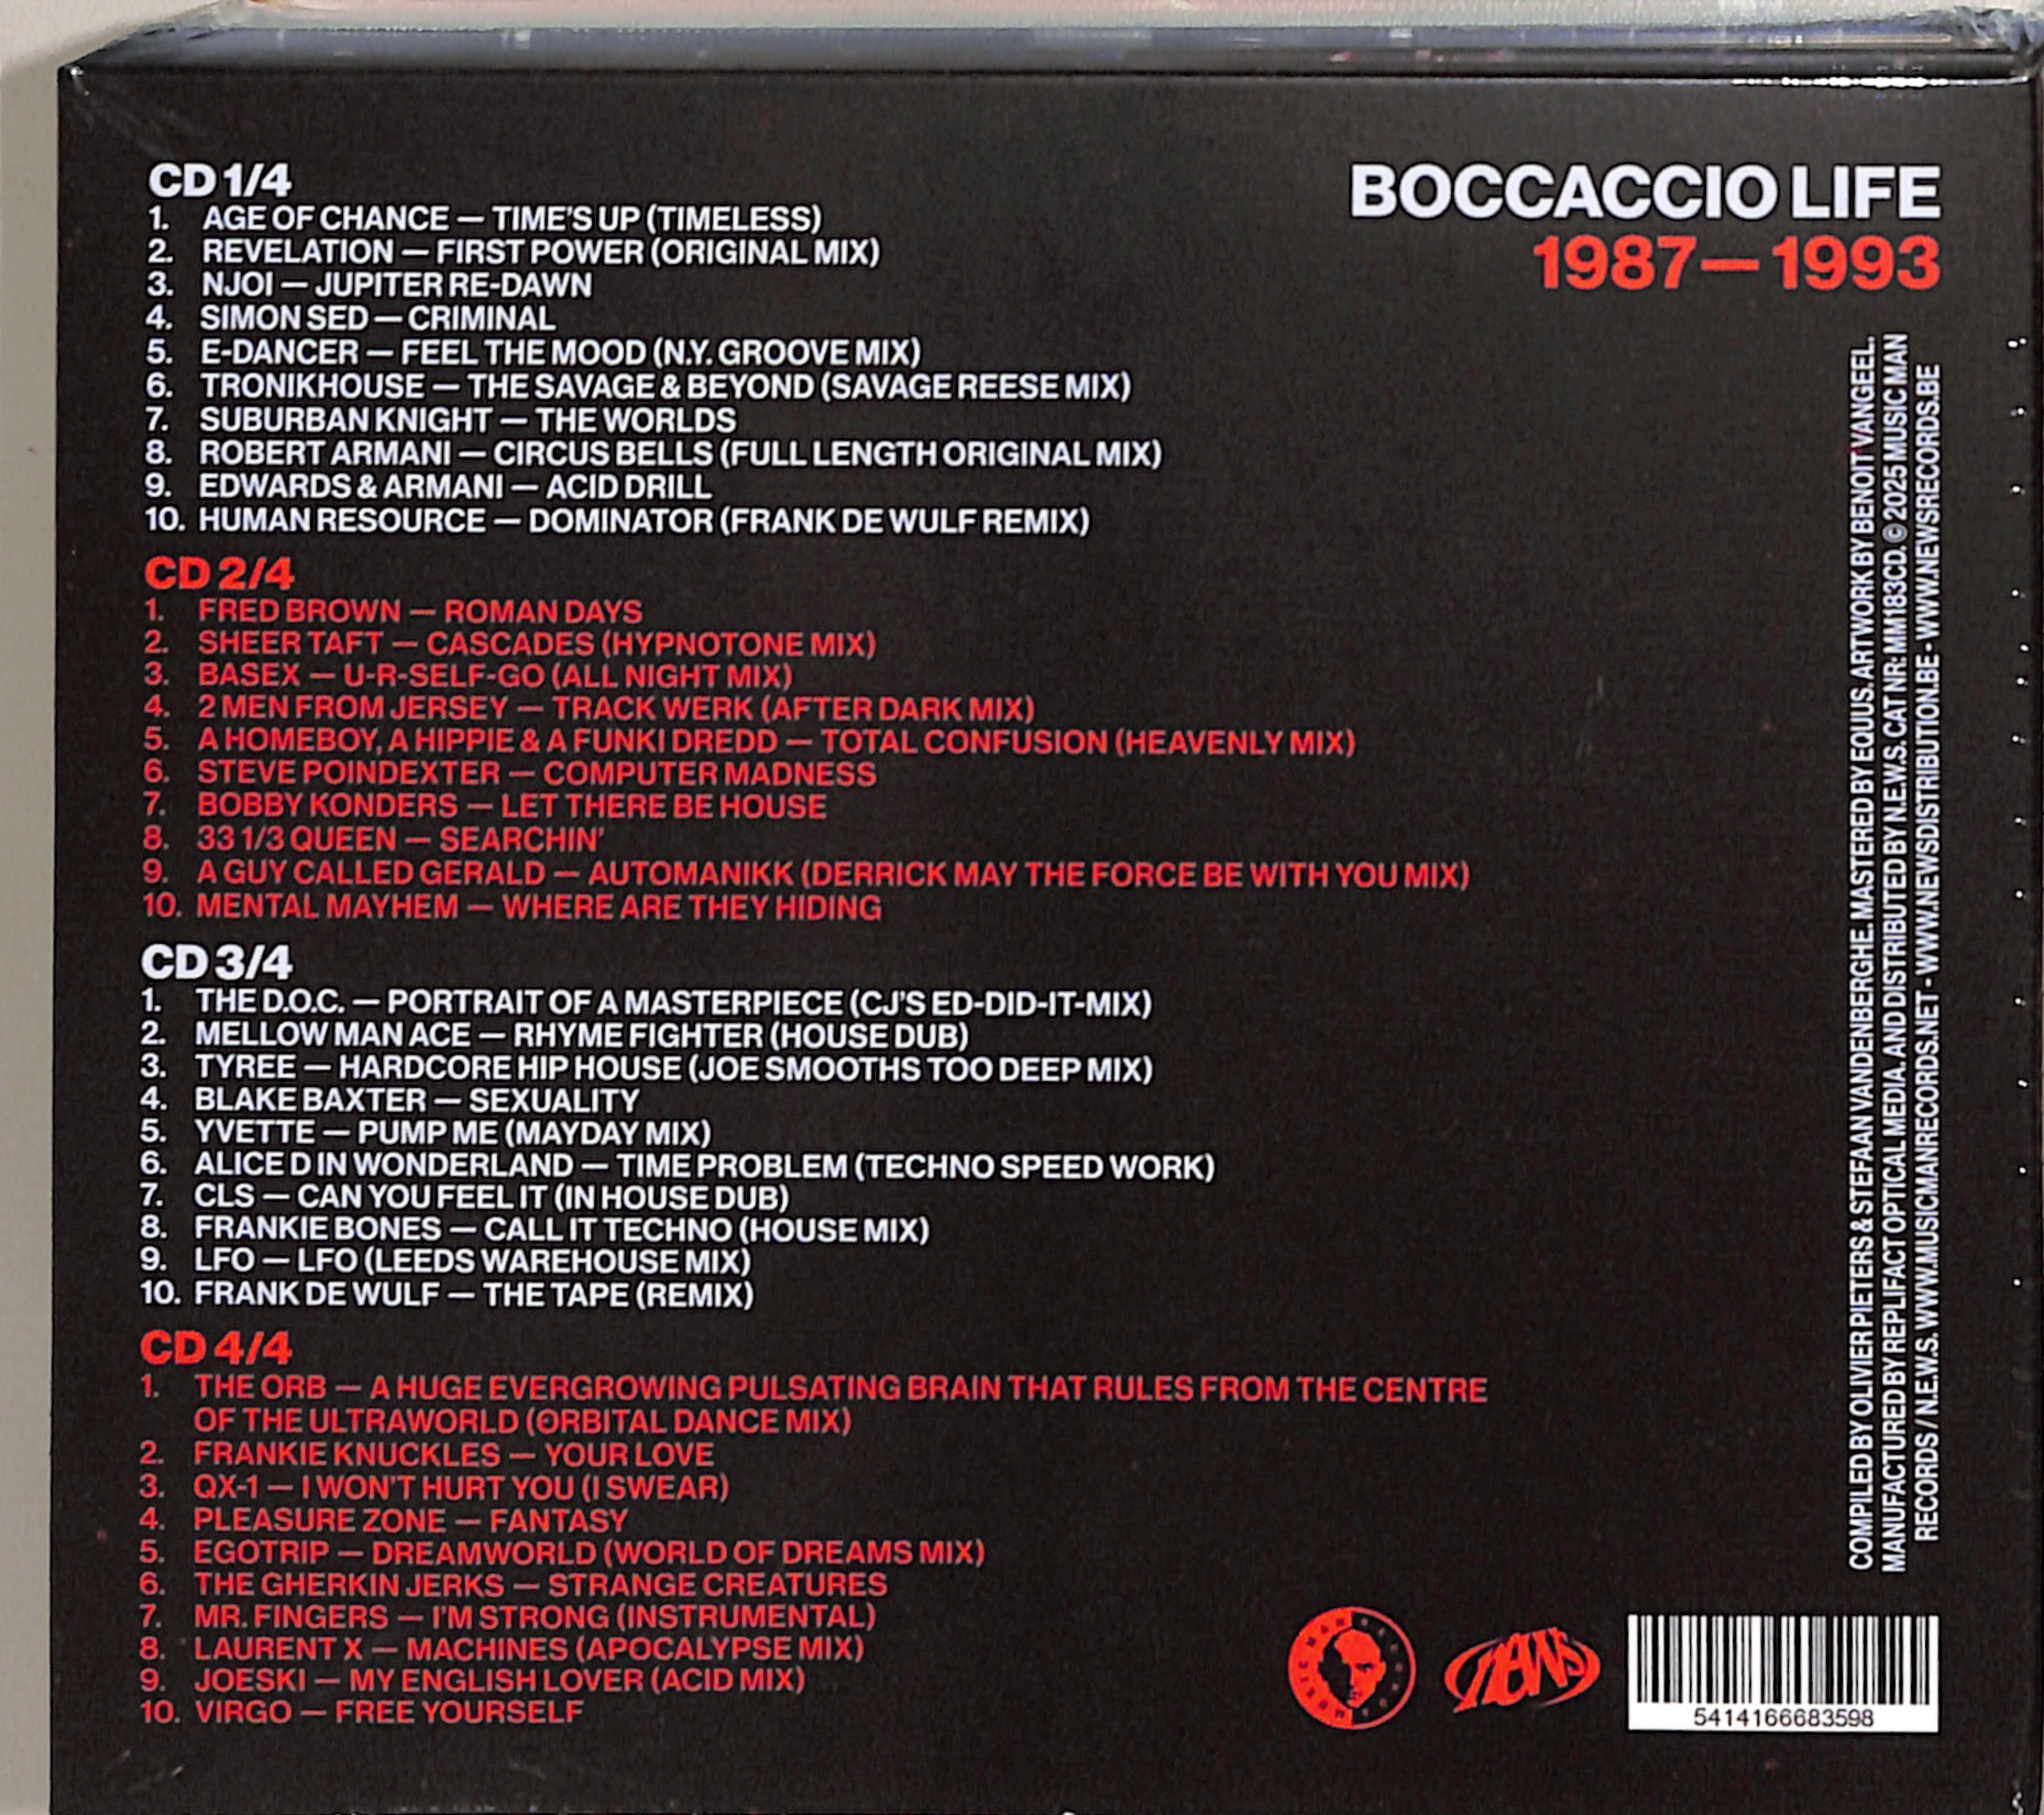 CD 1/4
1. AGE OF CHANCE — TIME'S UP (TIMELESS)
2. REVELATION — FIRST POWER (ORIGINAL MIX)
3. NJOI — JUPITER RE-DAWN
4. SIMON SED — CRIMINAL
5. E-DANCER — FEEL THE MOOD (N.Y. GROOVE MIX)
6. TRONIKHOUSE — THE SAVAGE & BEYOND (SAVAGE REESE MIX)
7. SUBURBAN KNIGHT — THE WORLDS
8. ROBERT ARMANI — CIRCUS BELLS (FULL LENGTH ORIGINAL MIX)
9. EDWARDS & ARMANI — ACID DRILL
10. HUMAN RESOURCE — DOMINATOR (FRANK DE WULF REMIX)
CD 2/4
1. FRED BROWN — ROMAN DAYS
2. SHEER TAFT — CASCADES (HYPNOTONE MIX)
3. BASEX — U-R-SELF-GO (ALL NIGHT MIX)
4. 2 MEN FROM JERSEY — TRACK WERK (AFTER DARK MIX)
5. A HOMEBOY, A HIPPIE & A FUNKI DREDD — TOTAL CONFUSION (HEAVENLY MIX)
6. STEVE POINDEXTER — COMPUTER MADNESS
7. BOBBY KONDERS — LET THERE BE HOUSE
8. 33 1/3 QUEEN — SEARCHIN'
9. A GUY CALLED GERALD — AUTOMANIKK (DERRICK MAY THE FORCE BE WITH YOU MIX)
10. MENTAL MAYHEM — WHERE ARE THEY HIDING
CD 3/4
1. THE D.O.C. — PORTRAIT OF A MASTERPIECE (CJ'S ED-DID-IT-MIX)
2. MELLOW MAN ACE — RHYME FIGHTER (HOUSE DUB)
3. TYREE — HARDCORE HIP HOUSE (JOE SMOOTHS TOO DEEP MIX)
4. BLAKE BAXTER — SEXUALITY
5. YVETTE — PUMP ME (MAYDAY MIX)
6. ALICE D IN WONDERLAND — TIME PROBLEM (TECHNO SPEED WORK)
7. CLS — CAN YOU FEEL IT (IN HOUSE DUB)
8. FRANKIE BONES — CALL IT TECHNO (HOUSE MIX)
9. LFO — LFO (LEEDS WAREHOUSE MIX)
10. FRANK DE WULF — THE TAPE (REMIX)
CD 4/4
1. THE ORB — A HUGE EVERGROWING PULSATING BRAIN THAT RULES FROM THE CENTRE
OF THE ULTRAWORLD (ORBITAL DANCE MIX)
2. FRANKIE KNUCKLES — YOUR LOVE
3. QX-1 — I WON'T HURT YOU (I SWEAR)
4. PLEASURE ZONE — FANTASY
5. EGOTRIP — DREAMWORLD (WORLD OF DREAMS MIX)
6. THE GHERKIN JERKS — STRANGE CREATURES
7. MR. FINGERS — I'M STRONG (INSTRUMENTAL)
8. LAURENT X — MACHINES (APOCALYPSE MIX)
9. JOESKI — MY ENGLISH LOVER (ACID MIX)
10. VIRGO — FREE YOURSELF
BOCCACCIO LIFE
1987—1993
COMPILED BY OLIVIER PIETERS & STEFAAN VANDENBERGHE. MASTERED BY EQUUS. ARTWORK BY BENOIT VANGEEL.
MANUFACTURED BY REPLIFACT OPTICAL MEDIA. AND DISTRIBUTED BY N.E.W.S. CAT NR: MM183CD. © 2025 MUSIC MAN
RECORDS / N.E.W.S. WWW.MUSICMANRECORDS.NET - WWW.NEWSDISTRIBUTION.BE - WWW.NEWSRECORDS.BE
MUSIC MAN RECORDS
news
5414166683598